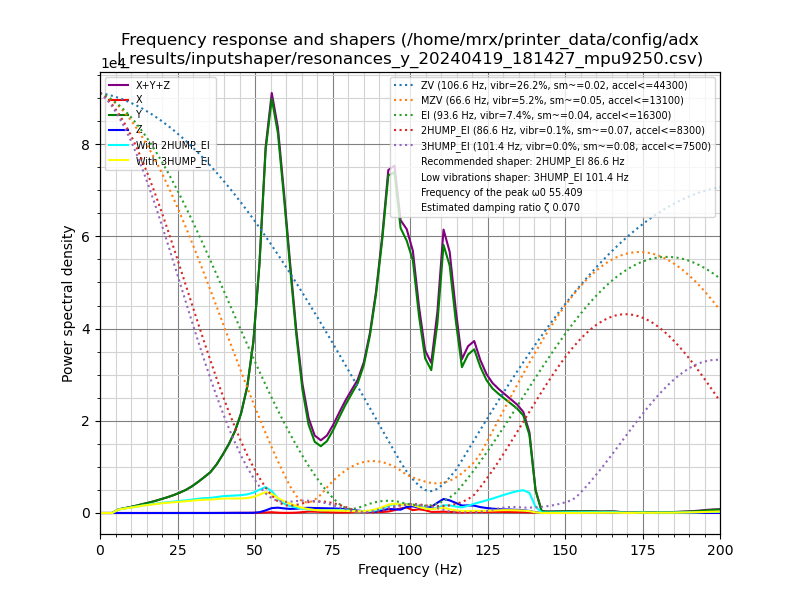 Frequency response and shapers (/home/mrx/printer_data/config/adx
l_results/inputshaper/resonances_y_20240419_181427_mpu9250.csv)
1e4
X+Y+Z
X
Y
Z
With 2HUMP_EI
With 3HUMP_EI
ZV (106.6 Hz, vibr=26.2%, sm~=0.02, accel<=44300)
MZV (66.6 Hz, vibr=5.2%, sm~=0.05, accel<=13100)
EI (93.6 Hz, vibr=7.4%, sm~=0.04, accel<=16300)
2HUMP_EI (86.6 Hz, vibr=0.1%, sm~=0.07, accel<=8300)
3HUMP_EI (101.4 Hz, vibr=0.0%, sm~=0.08, accel<=7500)
Recommended shaper: 2HUMP_EI 86.6 Hz
Low vibrations shaper: 3HUMP_EI 101.4 Hz
Frequency of the peak ω0 55.409
Estimated damping ratio ζ 0.070
Power spectral density
8
6
4
2
0
0 25 50 75 100 125 150 175 200
Frequency (Hz)